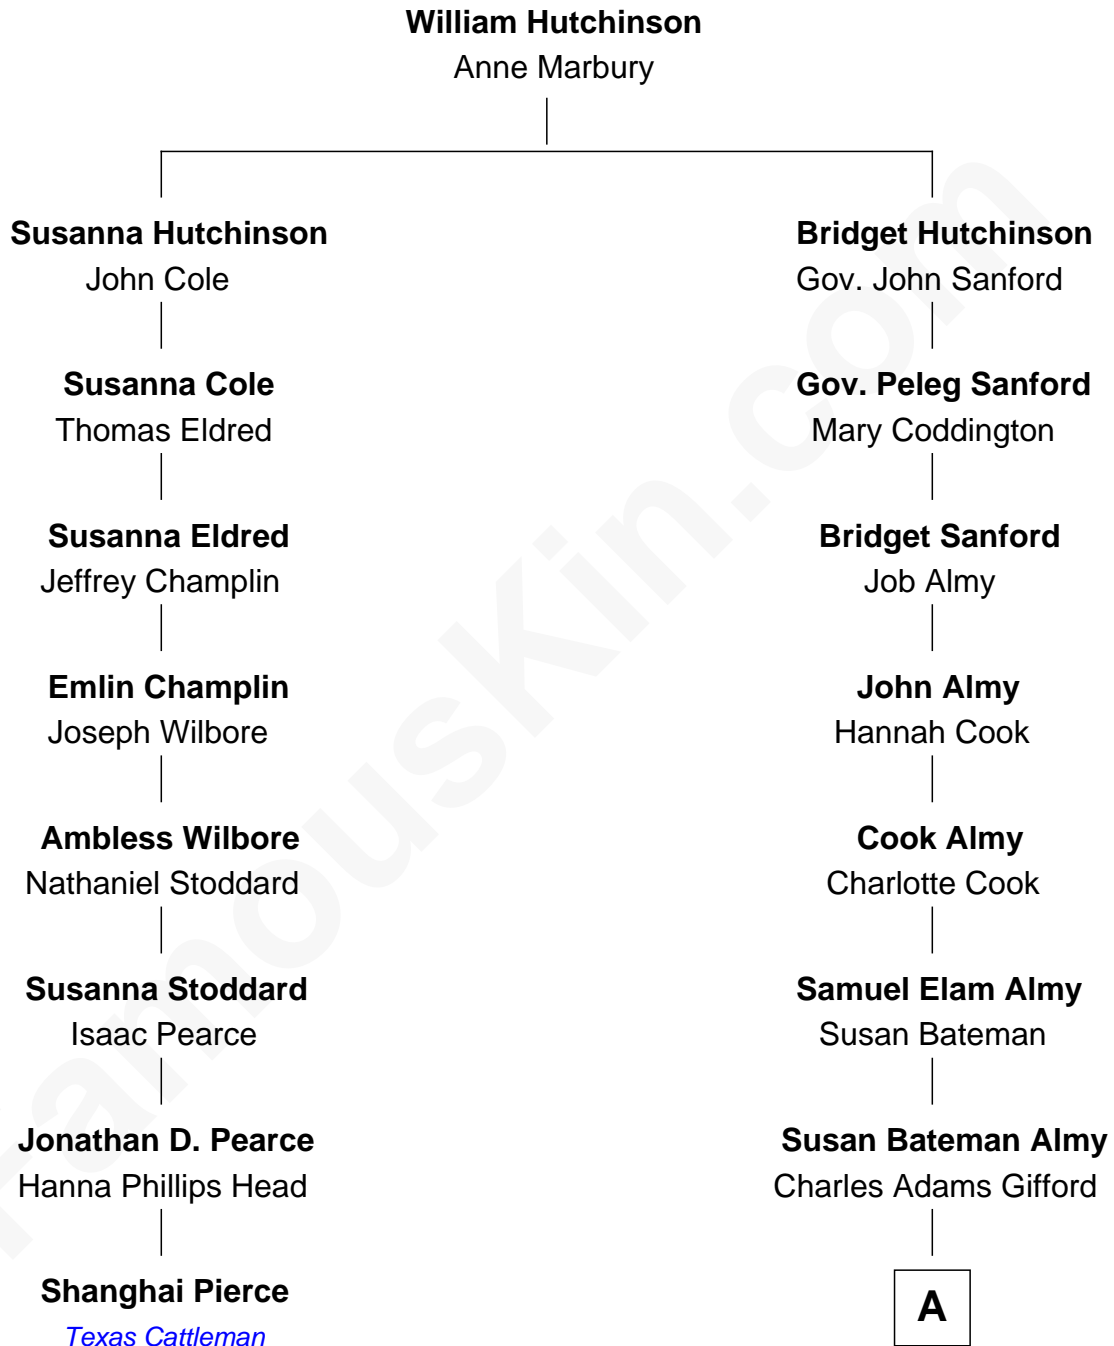 William Hutchinson
Anne Marbury
Susanna Hutchinson
John Cole
Bridget Hutchinson
Gov. John Sanford
Susanna Cole
Thomas Eldred
Gov. Peleg Sanford
Mary Coddington
Susanna Eldred
Jeffrey Champlin
Bridget Sanford
Job Almy
Emlin Champlin
Joseph Wilbore
John Almy
Hannah Cook
Ambless Wilbore
Nathaniel Stoddard
Cook Almy
Charlotte Cook
Susanna Stoddard
Isaac Pearce
Samuel Elam Almy
Susan Bateman
Jonathan D. Pearce
Hanna Phillips Head
Susan Bateman Almy
Charles Adams Gifford
Shanghai Pierce
Texas Cattleman
A
FamousKin.com